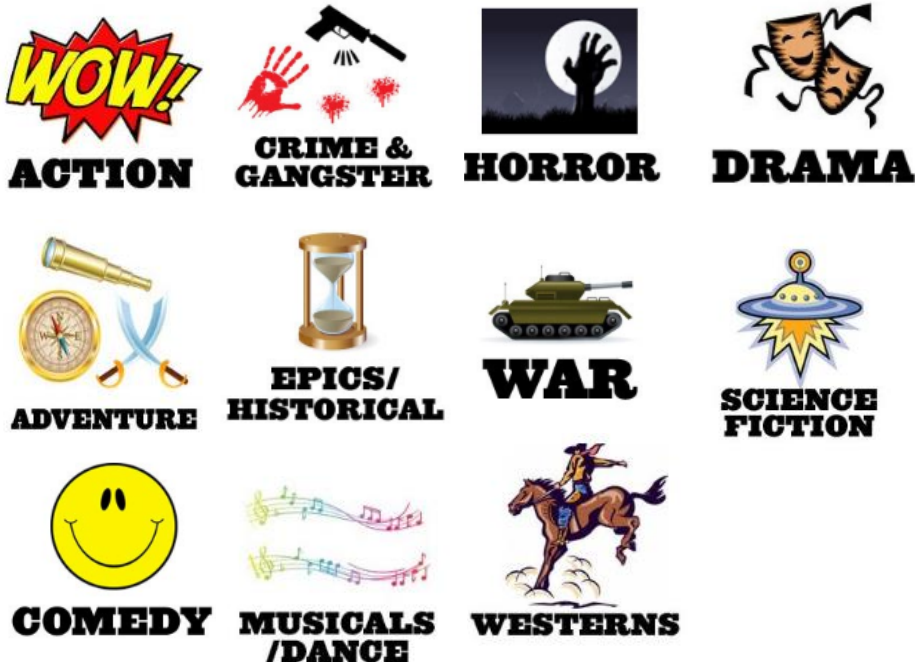 WOW!
ACTION
CRIME &
GANGSTER
HORROR
DRAMA
ADVENTURE
EPICS/
HISTORICAL
WAR
SCIENCE
FICTION
COMEDY
MUSICALS
/DANCE
WESTERNS